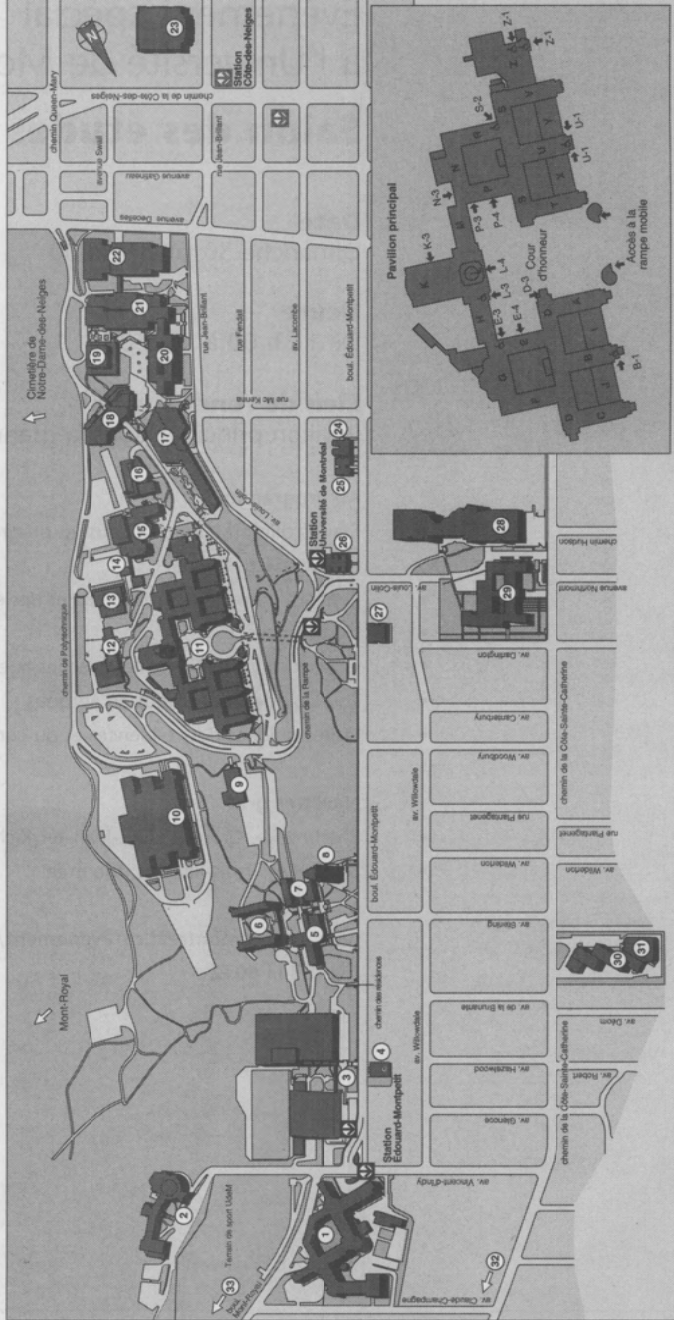 chemin Queen-Mary
avenue Swail
avenue Gatineau
avenue Decelles
chemin de la Côte-des-Neiges
rue Jean-Brillant
Station
Côte-des-Neiges
N
23
Cimetière de
Notre-Dame-des-Neiges
22
21
20
19
18
17
16
15
14
13
12
11
10
9
8
7
6
5
4
3
2
1
rue Jean-Brillant
rue Fendall
av. Lacombe
boul. Édouard-Montpetit
rue Mc Kenna
av. Louis-Colin
Station
Université de Montréal
24
25
26
27
28
29
30
31
32
33
chemin de Polytechnique
chemin de la Rampe
Mont-Royal
Terrain de sport UdeM
boul.
Mont-Royal
Station
Édouard-Montpetit
chemin des résidences
boul. Édouard-Montpetit
av. Willowdale
av. Willowdale
av. Louis-Colin
av. Darlington
av. Canterbury
av. Woodbury
rue Plantagenet
av. Wilderton
av. Stirling
av. de la Brunante
av. Hazelwood
av. Glencoe
av. Vincent-d'Indy
av. Claude-Champagne
chemin Hudson
avenue Northmont
chemin de la Côte-Sainte-Catherine
rue Plantagenet
av. Wilderton
av. Déom
av. Robert
chemin de la Côte-Sainte-Catherine
Pavillon principal
K-3
N-3
S-2
Z-1
Z-1
P-3
P-4
L-4
L-3
E-3
E-4
D-3
U-1
U-1
B-1
K
N
R
S
Z
V
Y
U
X
T
S
P
M
H
G
E
F
D
A
I
B
J
C
D
Cour
d'honneur
Accès à la
rampe mobile